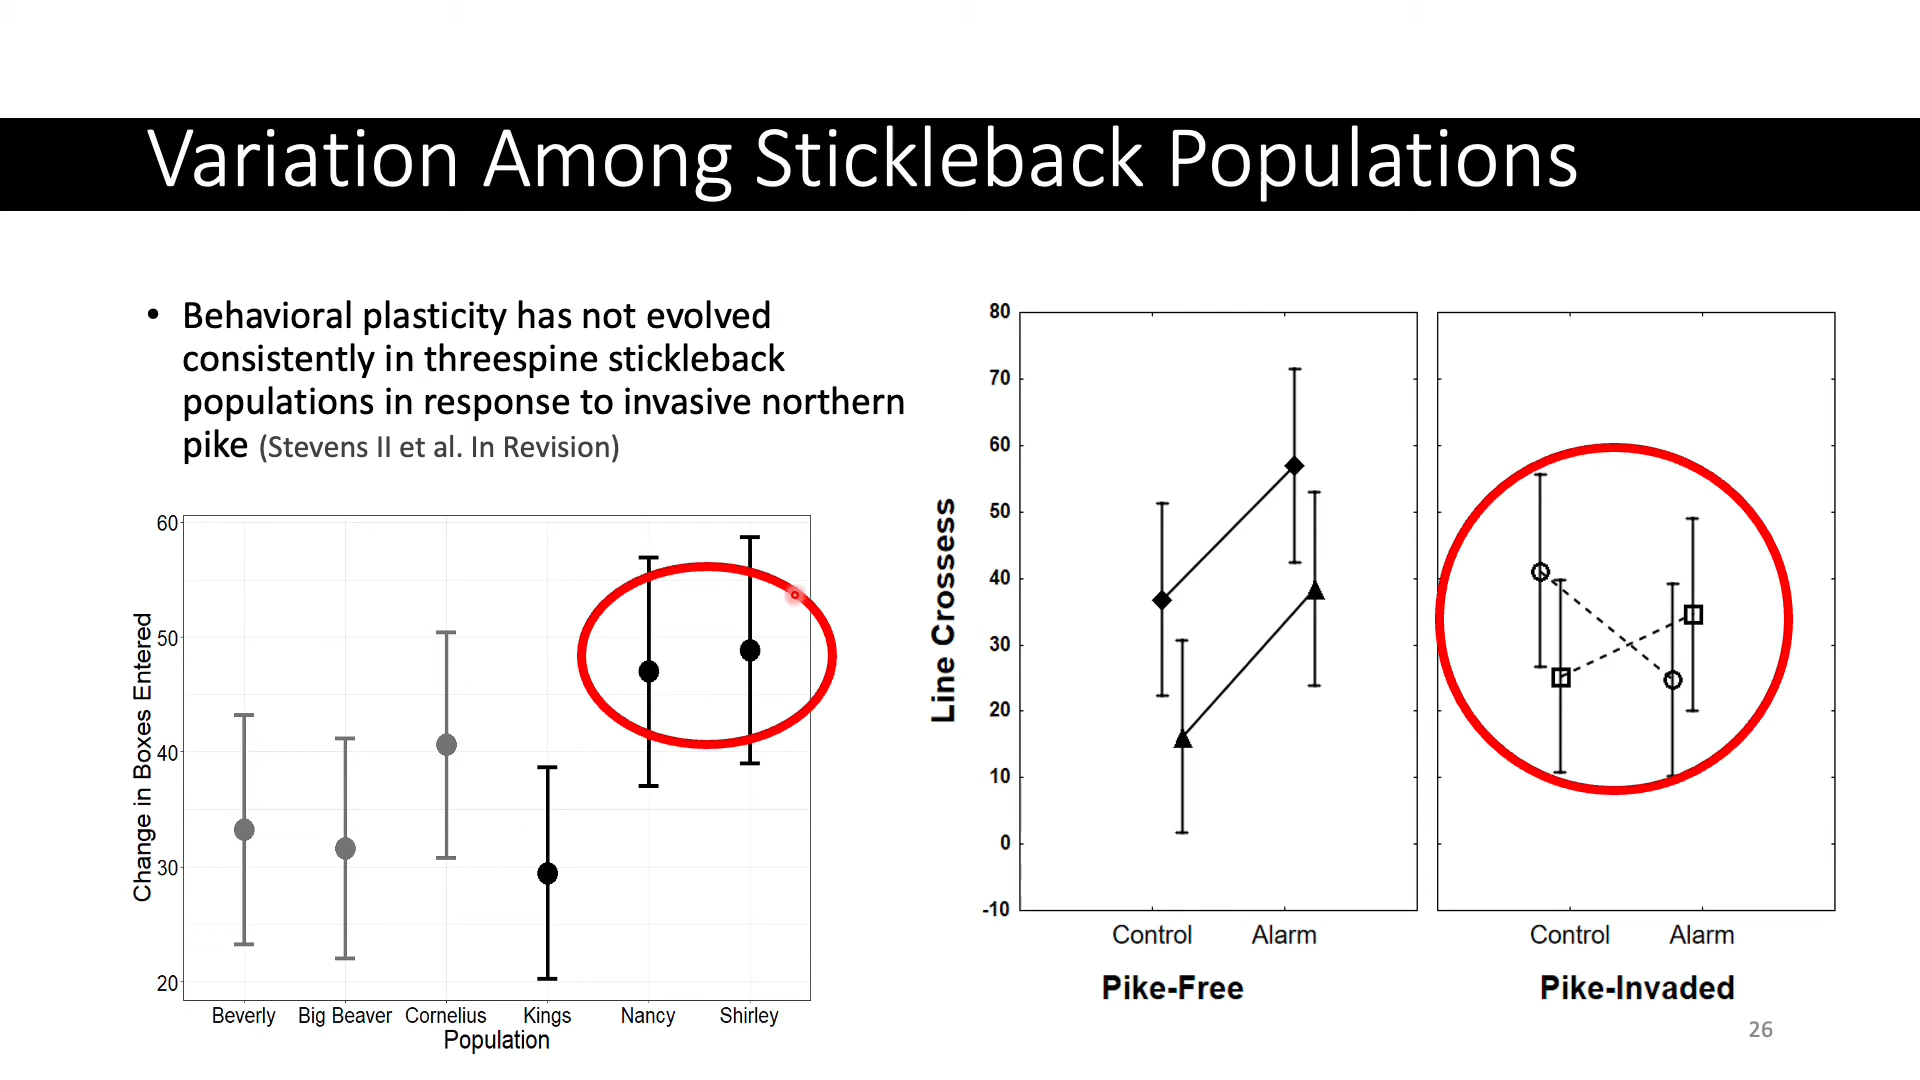 Variation Among Stickleback Populations
• Behavioral plasticity has not evolved
consistently in threespine stickleback
populations in response to invasive northern
pike (Stevens II et al. In Revision)
60
50
40
30
20
Change in Boxes Entered
Beverly Big Beaver Cornelius Kings Nancy Shirley
Population
80
70
60
50
40
30
20
10
0
-10
Line Crossess
Control Alarm
Pike-Free
Control Alarm
Pike-Invaded
26